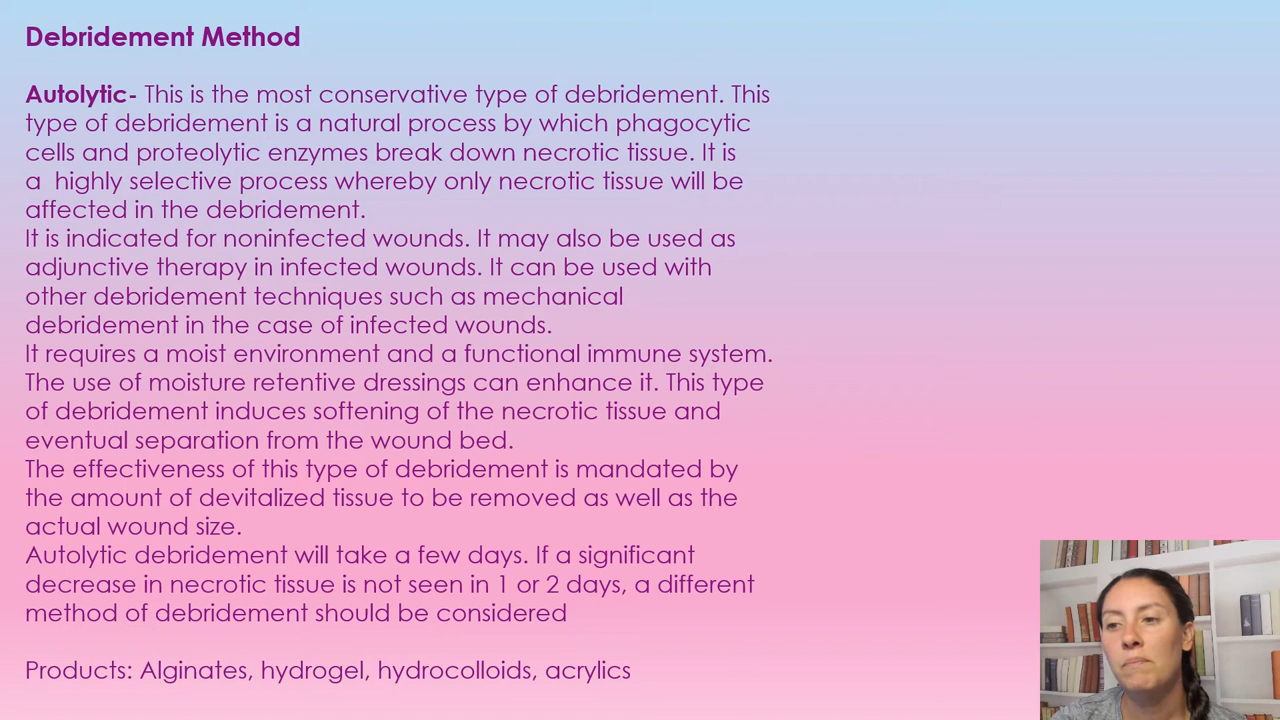 Debridement Method
Autolytic- This is the most conservative type of debridement. This
type of debridement is a natural process by which phagocytic
cells and proteolytic enzymes break down necrotic tissue. It is
a  highly selective process whereby only necrotic tissue will be
affected in the debridement.
It is indicated for noninfected wounds. It may also be used as
adjunctive therapy in infected wounds. It can be used with
other debridement techniques such as mechanical
debridement in the case of infected wounds.
It requires a moist environment and a functional immune system.
The use of moisture retentive dressings can enhance it. This type
of debridement induces softening of the necrotic tissue and
eventual separation from the wound bed.
The effectiveness of this type of debridement is mandated by
the amount of devitalized tissue to be removed as well as the
actual wound size.
Autolytic debridement will take a few days. If a significant
decrease in necrotic tissue is not seen in 1 or 2 days, a different
method of debridement should be considered
Products: Alginates, hydrogel, hydrocolloids, acrylics